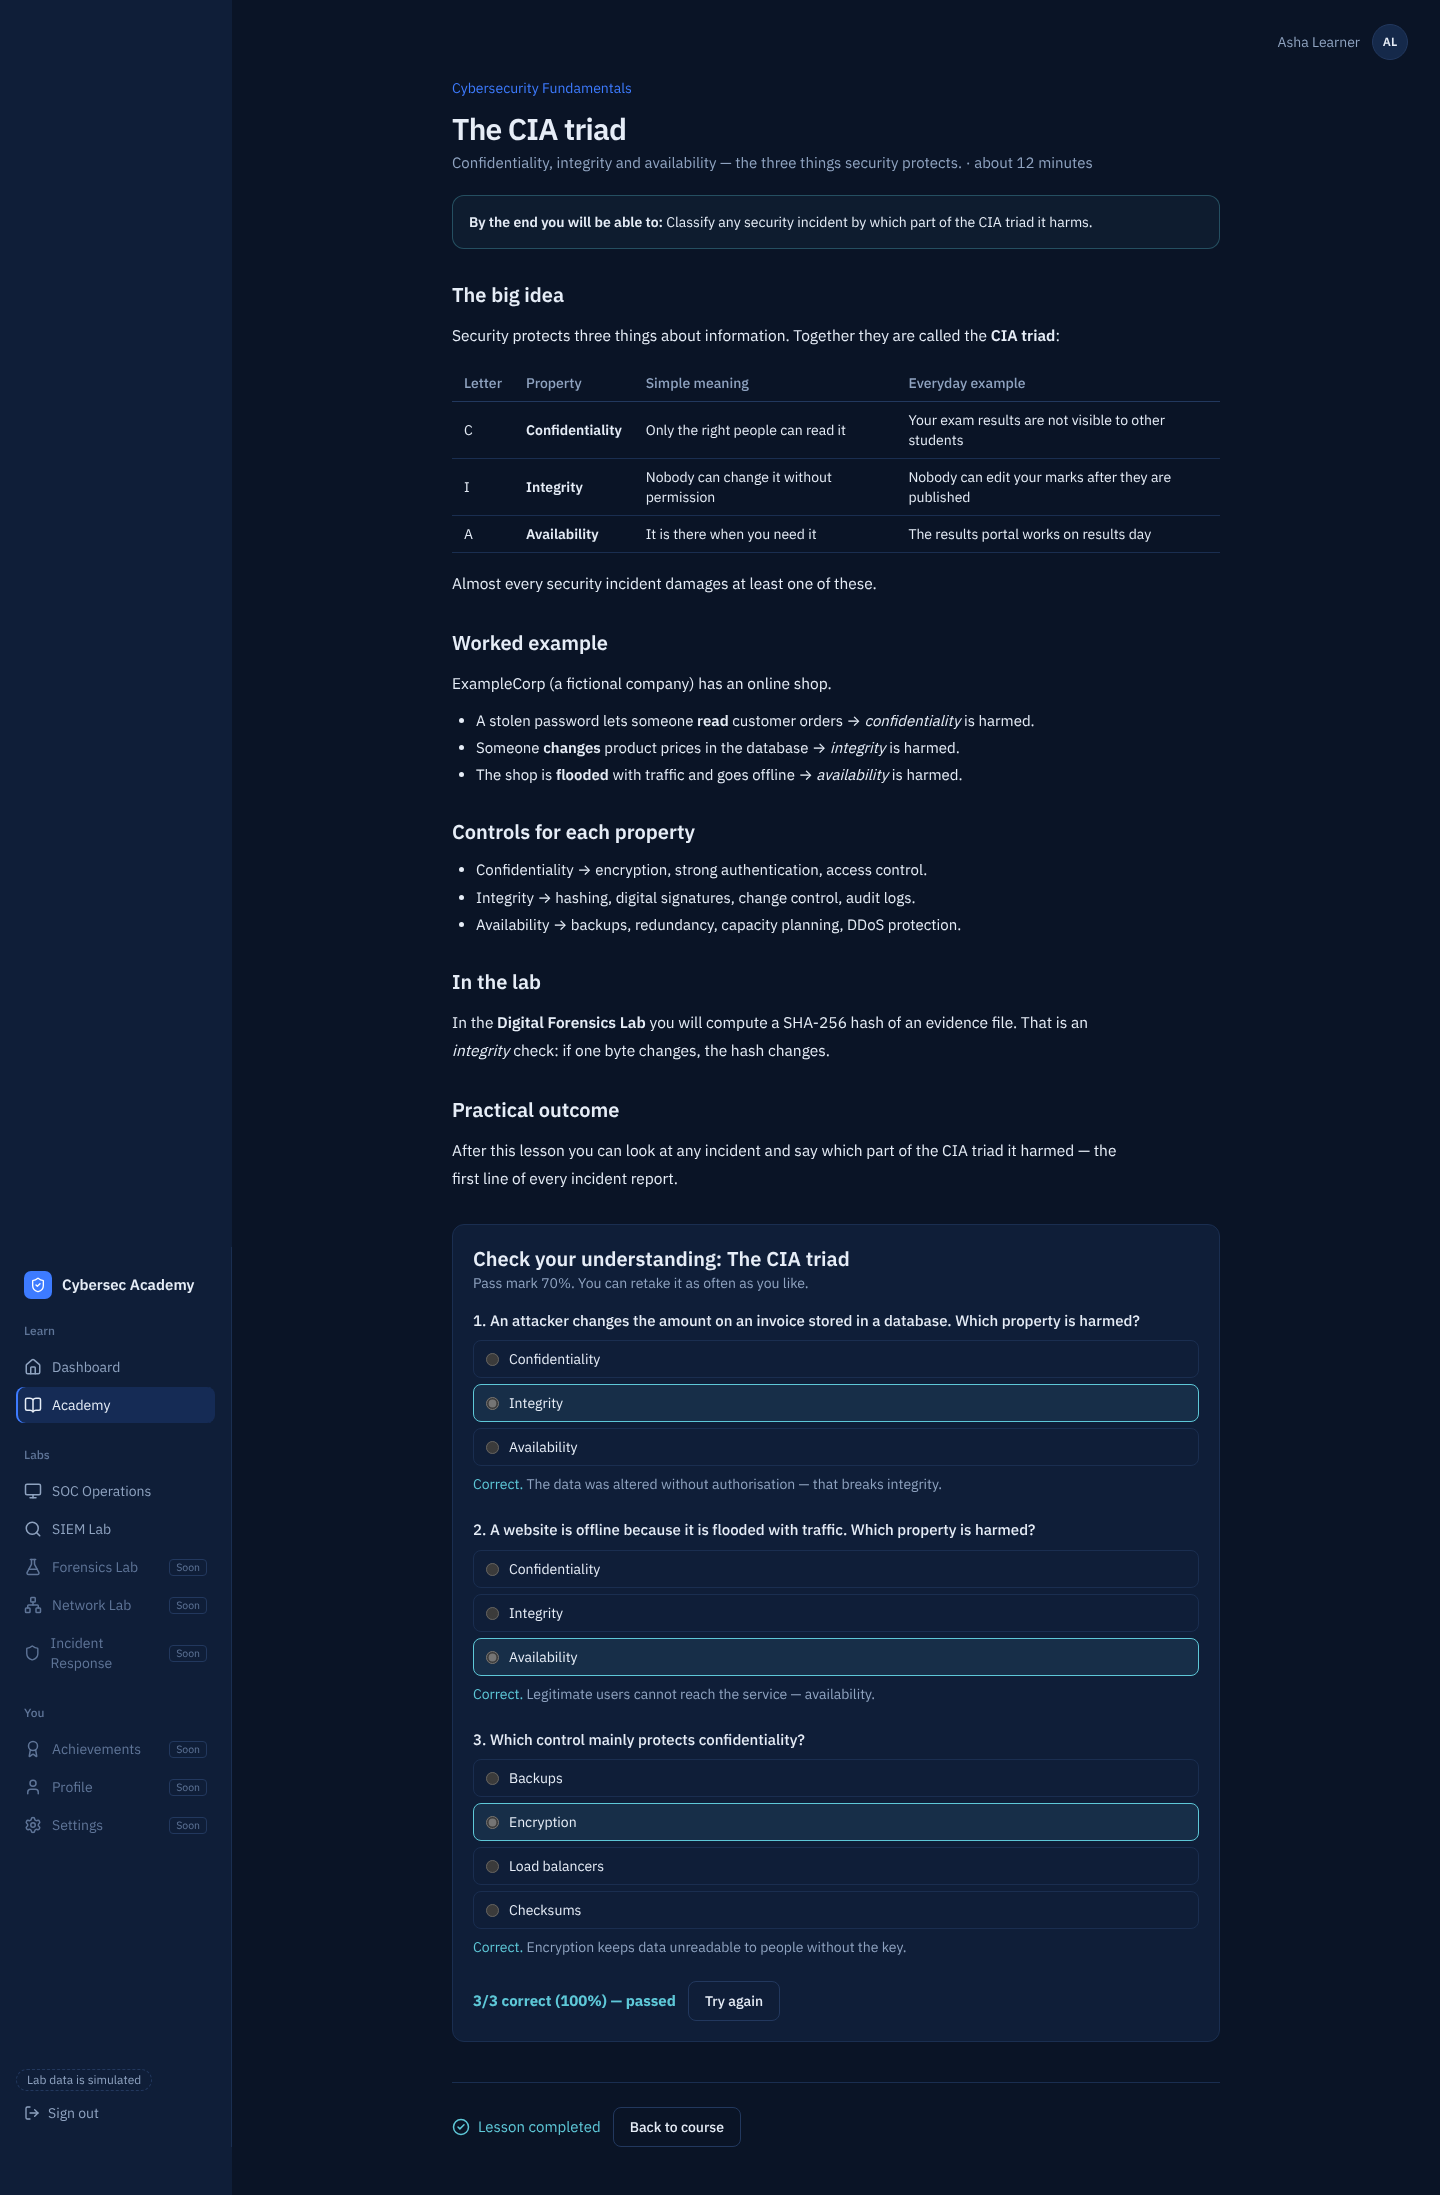 Asha Learner AL
Cybersecurity Fundamentals
The CIA triad
Confidentiality, integrity and availability — the three things security protects. · about 12 minutes
By the end you will be able to: Classify any security incident by which part of the CIA triad it harms.
The big idea
Security protects three things about information. Together they are called the CIA triad:
Letter Property Simple meaning Everyday example
C Confidentiality Only the right people can read it Your exam results are not visible to other
students
I Integrity Nobody can change it without Nobody can edit your marks after they are
permission published
A Availability It is there when you need it The results portal works on results day
Almost every security incident damages at least one of these.
Worked example
ExampleCorp (a fictional company) has an online shop.
• A stolen password lets someone read customer orders → confidentiality is harmed.
• Someone changes product prices in the database → integrity is harmed.
• The shop is flooded with traffic and goes offline → availability is harmed.
Controls for each property
• Confidentiality → encryption, strong authentication, access control.
• Integrity → hashing, digital signatures, change control, audit logs.
• Availability → backups, redundancy, capacity planning, DDoS protection.
In the lab
In the Digital Forensics Lab you will compute a SHA-256 hash of an evidence file. That is an
integrity check: if one byte changes, the hash changes.
Practical outcome
After this lesson you can look at any incident and say which part of the CIA triad it harmed — the
first line of every incident report.
Check your understanding: The CIA triad
Pass mark 70%. You can retake it as often as you like.
1. An attacker changes the amount on an invoice stored in a database. Which property is harmed?
Confidentiality
Integrity
Availability
Correct. The data was altered without authorisation — that breaks integrity.
2. A website is offline because it is flooded with traffic. Which property is harmed?
Confidentiality
Integrity
Availability
Correct. Legitimate users cannot reach the service — availability.
3. Which control mainly protects confidentiality?
Backups
Encryption
Load balancers
Checksums
Correct. Encryption keeps data unreadable to people without the key.
3/3 correct (100%) — passed Try again
Lesson completed Back to course
Cybersec Academy
Learn
Dashboard
Academy
Labs
SOC Operations
SIEM Lab
Forensics Lab Soon
Network Lab Soon
Incident
Response Soon
You
Achievements Soon
Profile Soon
Settings Soon
Lab data is simulated
Sign out